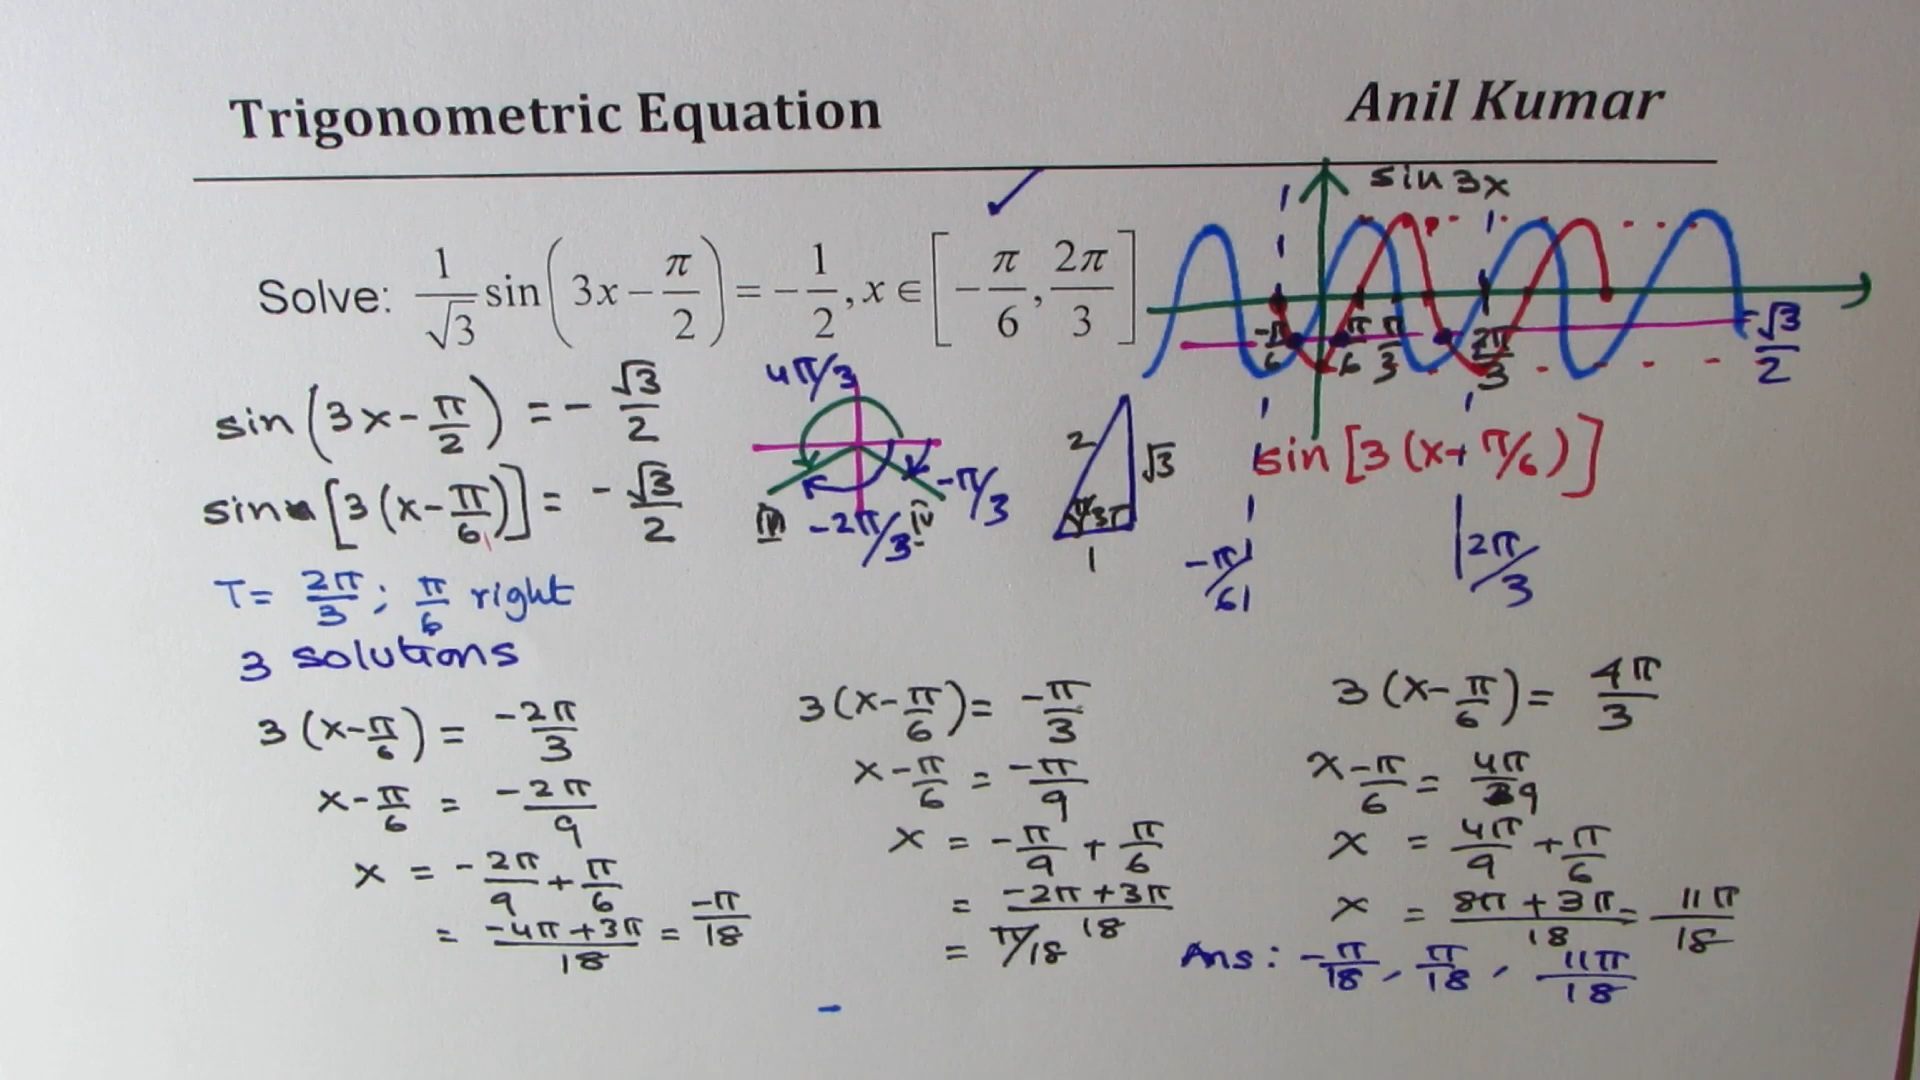 Trigonometric Equation
Anil Kumar
Solve: 1/√3 sin(3x − π/2) = −1/2, x ∈ [−π/6, 2π/3]
sin 3x
−π/6 π/6 π/3 2π/3
−√3/2
sin(3x − π/2) = −√3/2
sin[3(x − π/6)] = −√3/2
4π/3
−π/3
−2π/3
IV
2
√3
π/3
1
sin[3(x + π/6)]
−π/6
2π/3
T = 2π/3; π/6 right
3 solutions
3(x − π/6) = −2π/3
x − π/6 = −2π/9
x = −2π/9 + π/6
= (−4π + 3π)/18 = −π/18
3(x − π/6) = −π/3
x − π/6 = −π/9
x = −π/9 + π/6
= (−2π + 3π)/18
= π/18
3(x − π/6) = 4π/3
x − π/6 = 4π/9
x = 4π/9 + π/6
x = (8π + 3π)/18 = 11π/18
Ans: −π/18, π/18, 11π/18